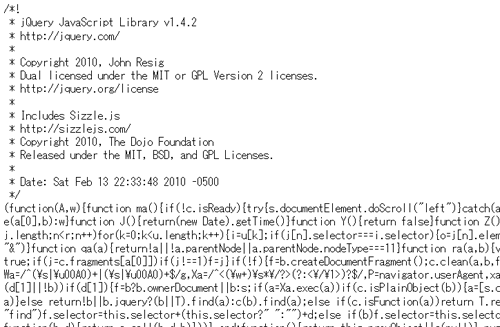 /*!
 * jQuery JavaScript Library v1.4.2
 * http://jquery.com/
 *
 * Copyright 2010, John Resig
 * Dual licensed under the MIT or GPL Version 2 licenses.
 * http://jquery.org/license
 *
 * Includes Sizzle.js
 * http://sizzlejs.com/
 * Copyright 2010, The Dojo Foundation
 * Released under the MIT, BSD, and GPL Licenses.
 *
 * Date: Sat Feb 13 22:33:48 2010 -0500
 */
(function(A,w){function ma(){if(!c.isReady){try{s.documentElement.doScroll("left")}catch(a
e(a[0],b):w}function J(){return(new Date).getTime()}function Y(){return false}function Z()
j.length;n<r;n++)for(k=0;k<u.length;k++){i=u[k];if(j[n].selector===i.selector){o=j[n].elem
"&")}function qa(a){return!a||!a.parentNode||a.parentNode.nodeType===11}function ra(a,b){v
true;if(j=c.fragments[a[0]])if(j!==1)f=j}if(!f){f=b.createDocumentFragment();c.clean(a,b,f
Wa=/^(¥s|¥u00A0)+|(¥s|¥u00A0)+$/g,Xa=/^<(¥w+)¥s*¥/?>(?:<¥/¥1>)?$/,P=navigator.userAgent,xa
(d[1]||!b))if(d[1]){f=b?b.ownerDocument||b:s;if(a=Xa.exec(a))if(c.isPlainObject(b)){a=[s.c
a)}else return!b||b.jquery?(b||T).find(a):c(b).find(a);else if(c.isFunction(a))return T.re
"find")f.selector=this.selector+(this.selector?" ":"")+d;else if(b)f.selector=this.selecto